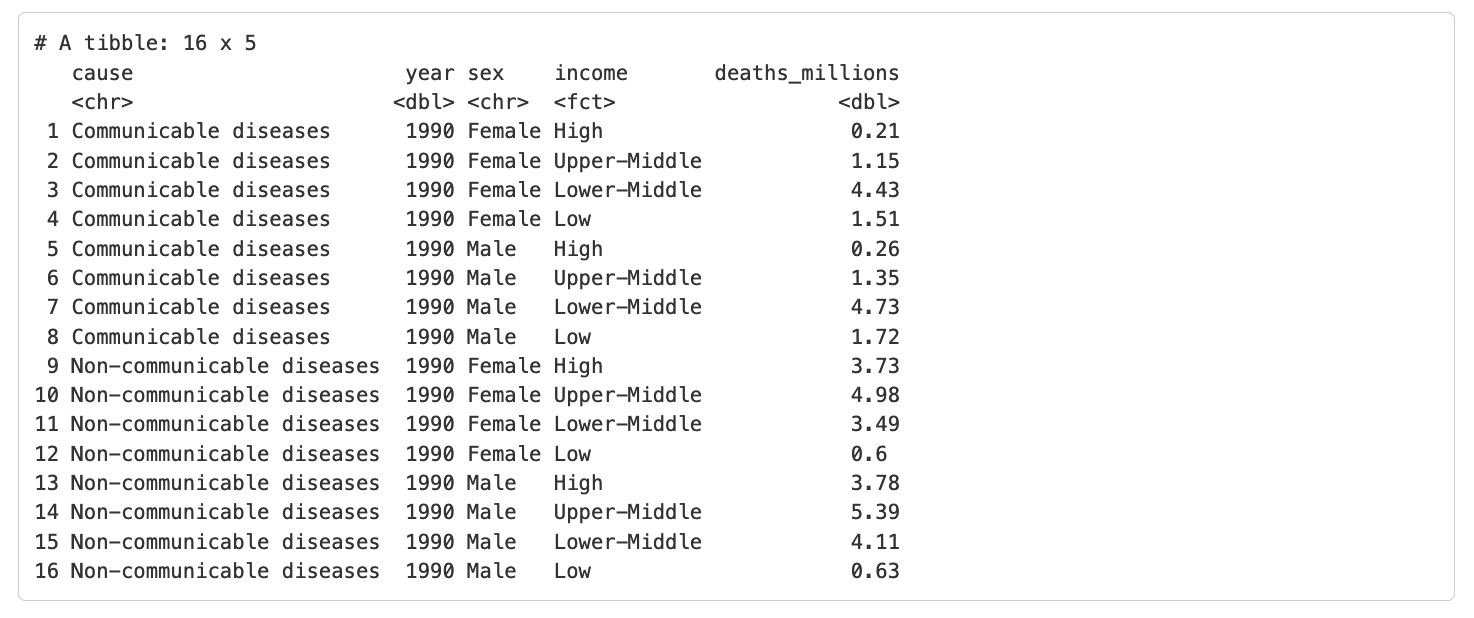 # A tibble: 16 x 5
   cause                      year sex    income       deaths_millions
   <chr>                     <dbl> <chr>  <fct>                  <dbl>
 1 Communicable diseases      1990 Female High                    0.21
 2 Communicable diseases      1990 Female Upper-Middle            1.15
 3 Communicable diseases      1990 Female Lower-Middle            4.43
 4 Communicable diseases      1990 Female Low                     1.51
 5 Communicable diseases      1990 Male   High                    0.26
 6 Communicable diseases      1990 Male   Upper-Middle            1.35
 7 Communicable diseases      1990 Male   Lower-Middle            4.73
 8 Communicable diseases      1990 Male   Low                     1.72
 9 Non-communicable diseases  1990 Female High                    3.73
10 Non-communicable diseases  1990 Female Upper-Middle            4.98
11 Non-communicable diseases  1990 Female Lower-Middle            3.49
12 Non-communicable diseases  1990 Female Low                     0.6
13 Non-communicable diseases  1990 Male   High                    3.78
14 Non-communicable diseases  1990 Male   Upper-Middle            5.39
15 Non-communicable diseases  1990 Male   Lower-Middle            4.11
16 Non-communicable diseases  1990 Male   Low                     0.63